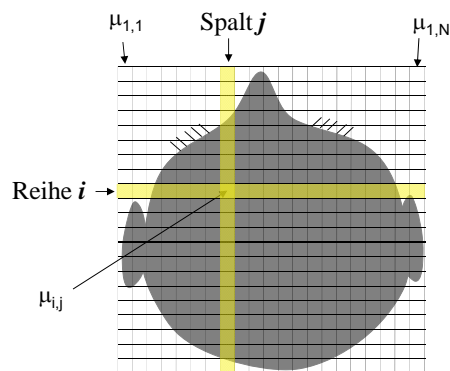 μ1,1 Spalt j μ1,N
Reihe i
μi,j